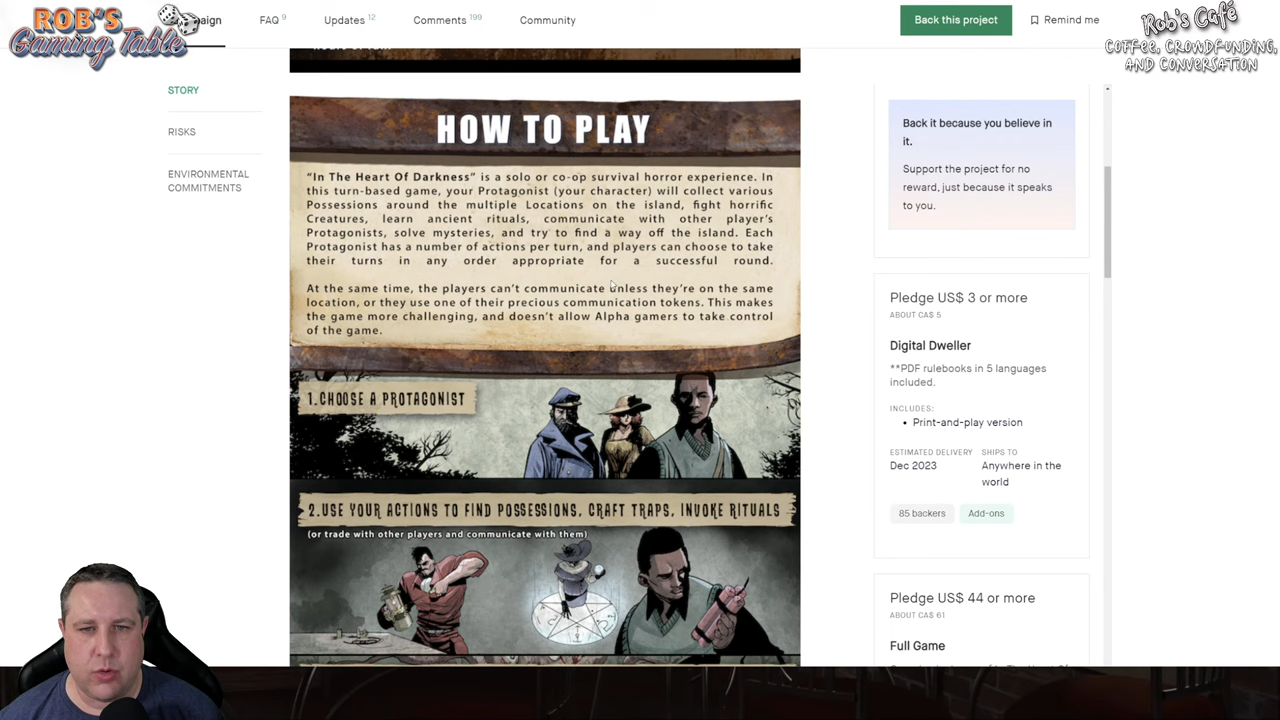 ROB'S
Gaming Table
aign
FAQ 9
Updates 12
Comments 199
Community
Back this project
Remind me
Rob's Café
COFFEE, CROWDFUNDING,
AND CONVERSATION
STORY
RISKS
ENVIRONMENTAL
COMMITMENTS
HOW TO PLAY
"In The Heart Of Darkness" is a solo or co-op survival horror experience. In
this turn-based game, your Protagonist (your character) will collect various
Possessions around the multiple Locations on the island, fight horrific
Creatures, learn ancient rituals, communicate with other player's
Protagonists, solve mysteries, and try to find a way off the island. Each
Protagonist has a number of actions per turn, and players can choose to take
their turns in any order appropriate for a successful round.
At the same time, the players can't communicate unless they're on the same
location, or they use one of their precious communication tokens. This makes
the game more challenging, and doesn't allow Alpha gamers to take control
of the game.
1.CHOOSE A PROTAGONIST
2.USE YOUR ACTIONS TO FIND POSSESSIONS, CRAFT TRAPS, INVOKE RITUALS
(or trade with other players and communicate with them)
Back it because you believe in
it.
Support the project for no
reward, just because it speaks
to you.
Pledge US$ 3 or more
ABOUT CA$ 5
Digital Dweller
**PDF rulebooks in 5 languages
included.
INCLUDES:
• Print-and-play version
ESTIMATED DELIVERY
Dec 2023
SHIPS TO
Anywhere in the
world
85 backers
Add-ons
Pledge US$ 44 or more
ABOUT CA$ 61
Full Game